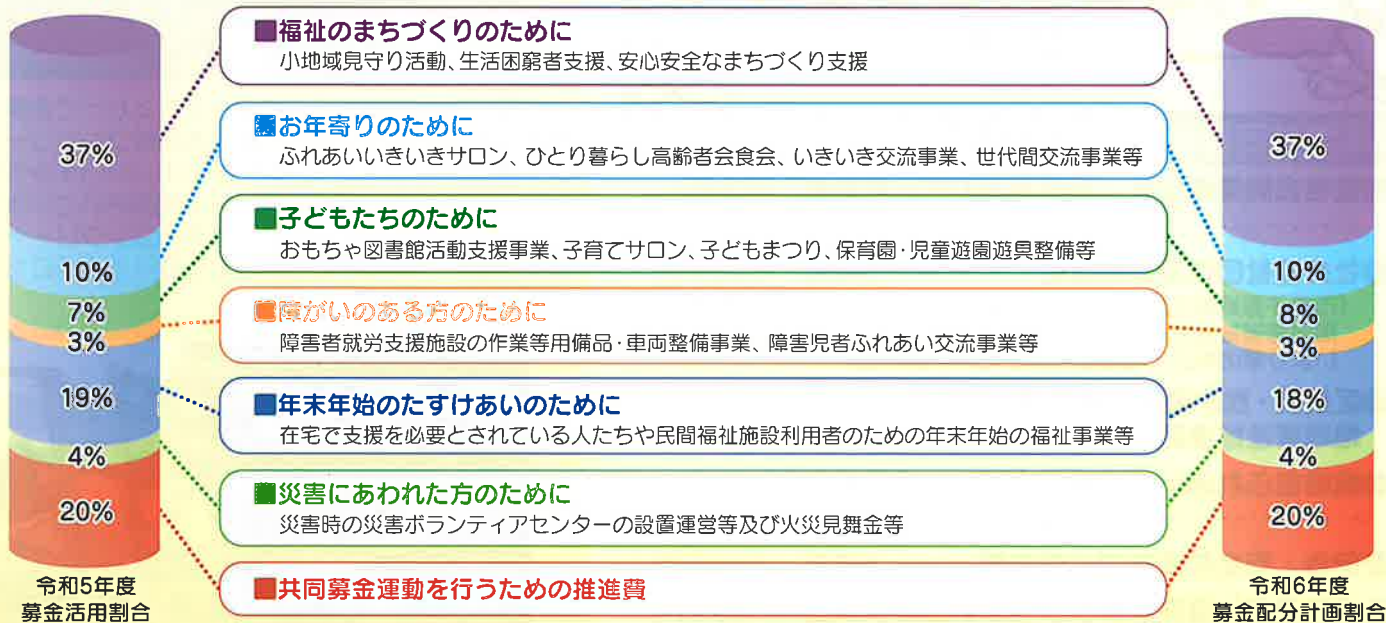 ■福祉のまちづくりのために
小地域見守り活動、生活困窮者支援、安心安全なまちづくり支援
■お年寄りのために
ふれあいいきいきサロン、ひとり暮らし高齢者会食会、いきいき交流事業、世代間交流事業等
■子どもたちのために
おもちゃ図書館活動支援事業、子育てサロン、子どもまつり、保育園・児童遊園遊具整備等
■障がいのある方のために
障害者就労支援施設の作業等用備品・車両整備事業、障害児者ふれあい交流事業等
■年末年始のたすけあいのために
在宅で支援を必要とされている人たちや民間福祉施設利用者のための年末年始の福祉事業等
■災害にあわれた方のために
災害時の災害ボランティアセンターの設置運営等及び火災見舞金等
■共同募金運動を行うための推進費
37%
10%
7%
3%
19%
4%
20%
令和5年度
募金活用割合
37%
10%
8%
3%
18%
4%
20%
令和6年度
募金配分計画割合